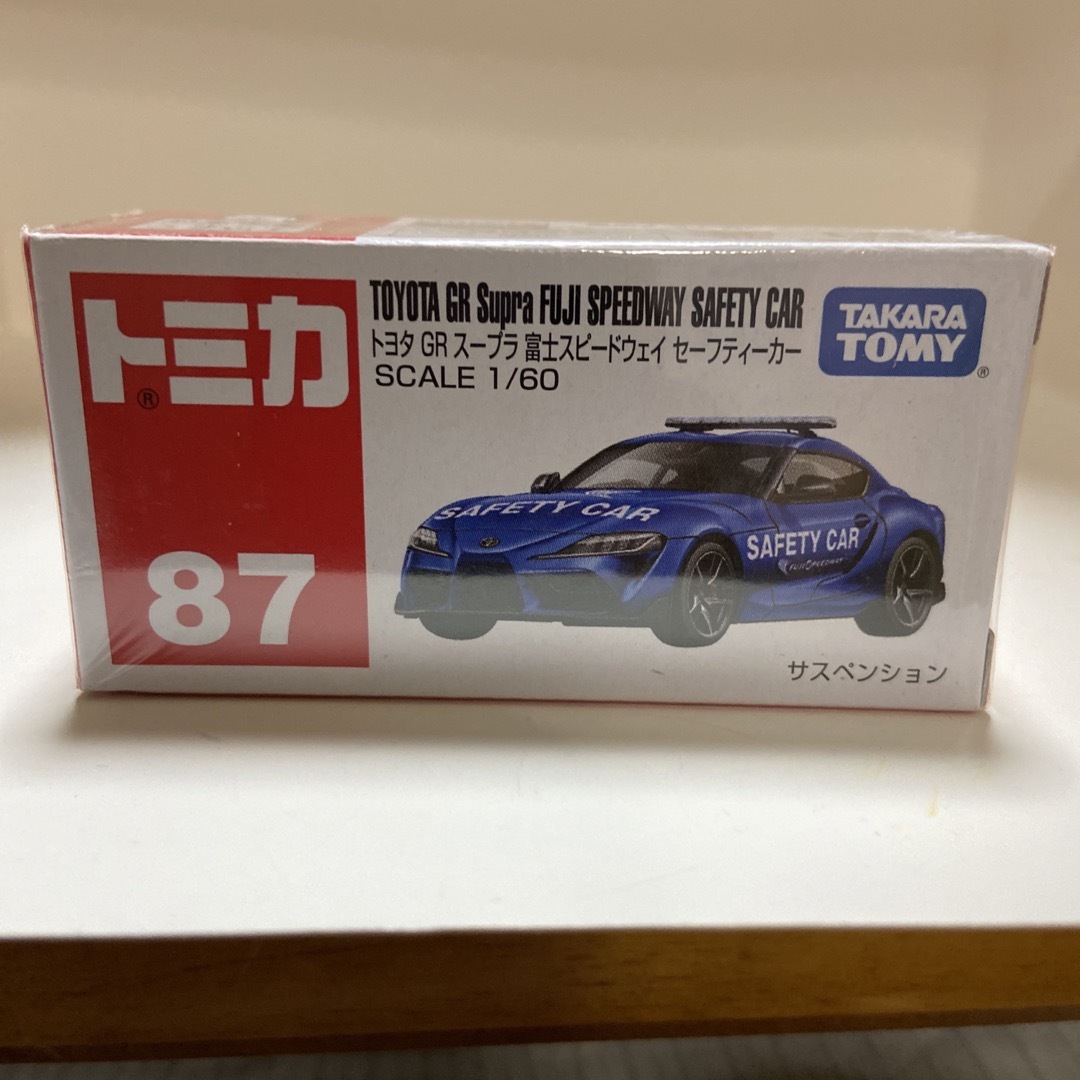 トミカ®
87
TOYOTA GR Supra FUJI SPEEDWAY SAFETY CAR
トヨタ GR スープラ 富士スピードウェイ セーフティーカー
SCALE 1/60
TAKARA
TOMY®
SAFETY CAR
SAFETY CAR
FUJI SPEEDWAY
サスペンション